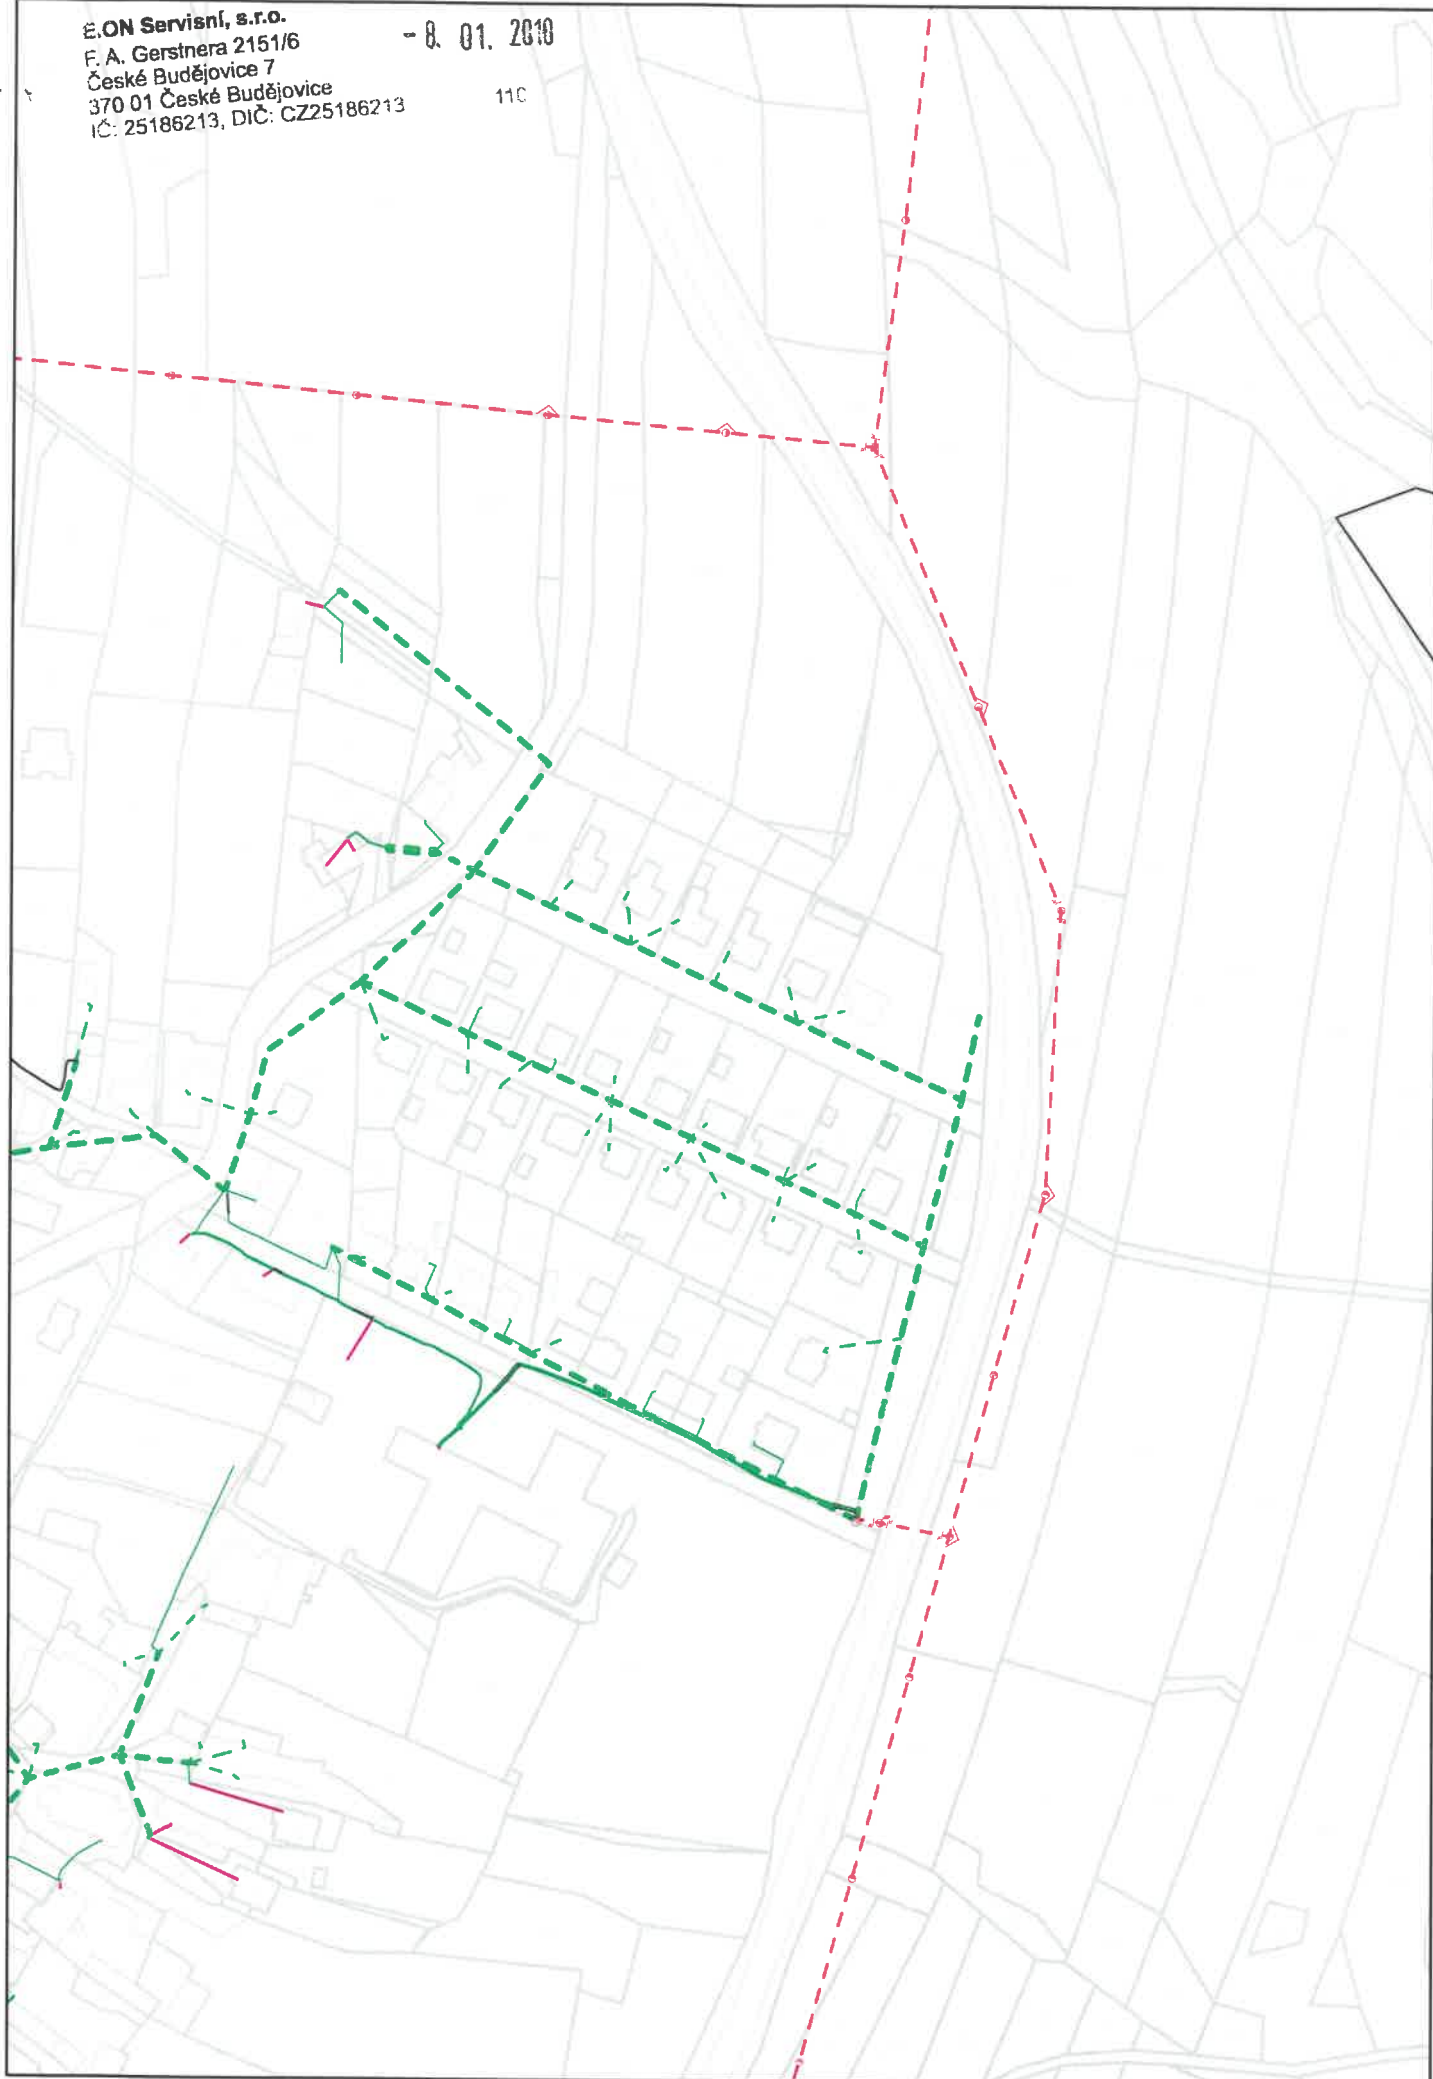 E.ON Servisní, s.r.o.
F. A. Gerstnera 2151/6
České Budějovice 7
370 01 České Budějovice
IČ: 25186213, DIČ: CZ25186213
- 8. 01. 2010
110